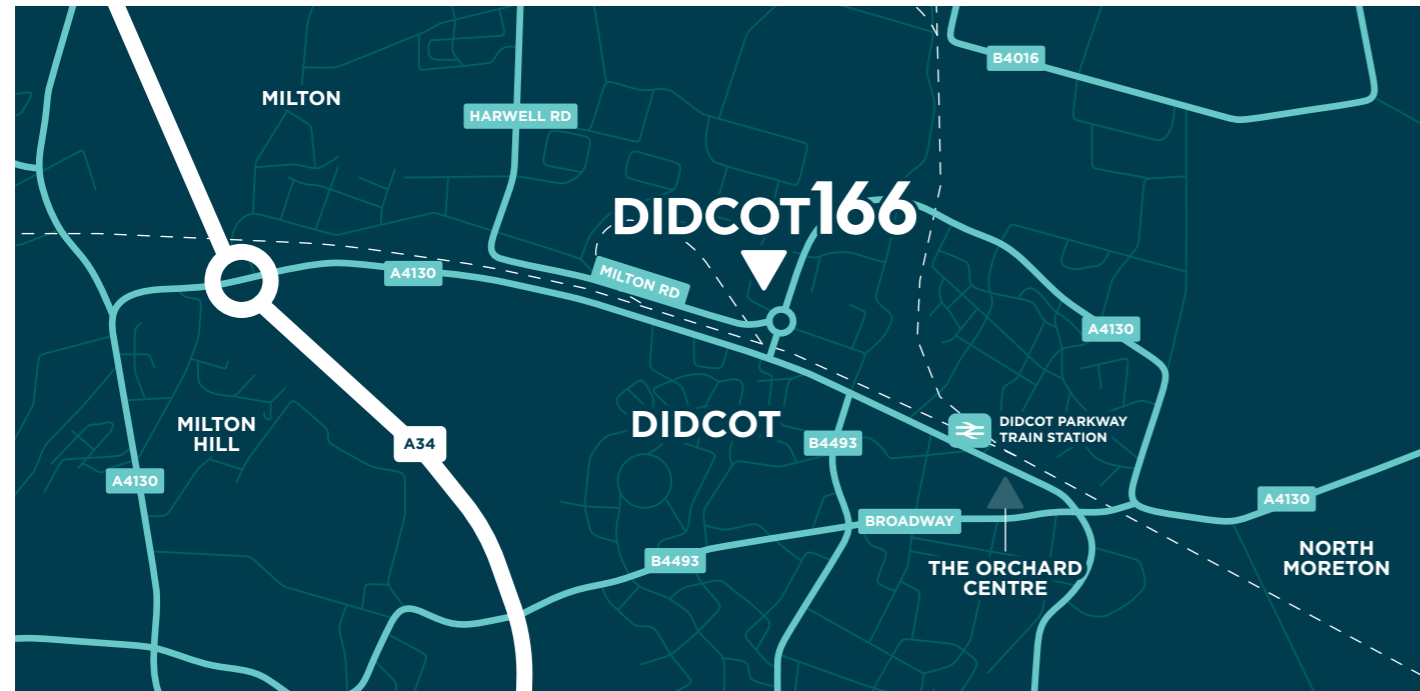 B4016
MILTON
HARWELL RD
DIDCOT166
A4130
MILTON RD
A4130
MILTON
HILL
A34
DIDCOT
B4493
DIDCOT PARKWAY
TRAIN STATION
A4130
A4130
BROADWAY
B4493
THE ORCHARD
CENTRE
NORTH
MORETON